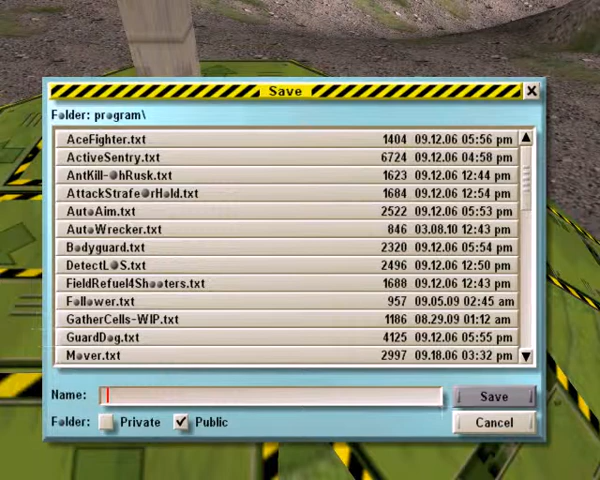 Save
Folder: program\
AceFighter.txt 1404 09.12.06 05:56 pm
ActiveSentry.txt 6724 09.12.06 04:58 pm
AntKill-OhRusk.txt 1623 09.12.06 12:44 pm
AttackStrafeOrHold.txt 1684 09.12.06 12:54 pm
AutoAim.txt 2522 09.12.06 05:53 pm
AutoWrecker.txt 846 03.08.10 12:43 pm
Bodyguard.txt 2320 09.12.06 05:54 pm
DetectLOS.txt 2496 09.12.06 12:50 pm
FieldRefuel4Shooters.txt 1688 09.12.06 12:43 pm
Follower.txt 957 09.05.09 02:45 am
GatherCells-WIP.txt 1186 08.29.09 01:12 am
GuardDog.txt 4125 09.12.06 05:55 pm
Mover.txt 2997 09.18.06 03:32 pm
Name: Save
Folder: Private Public Cancel